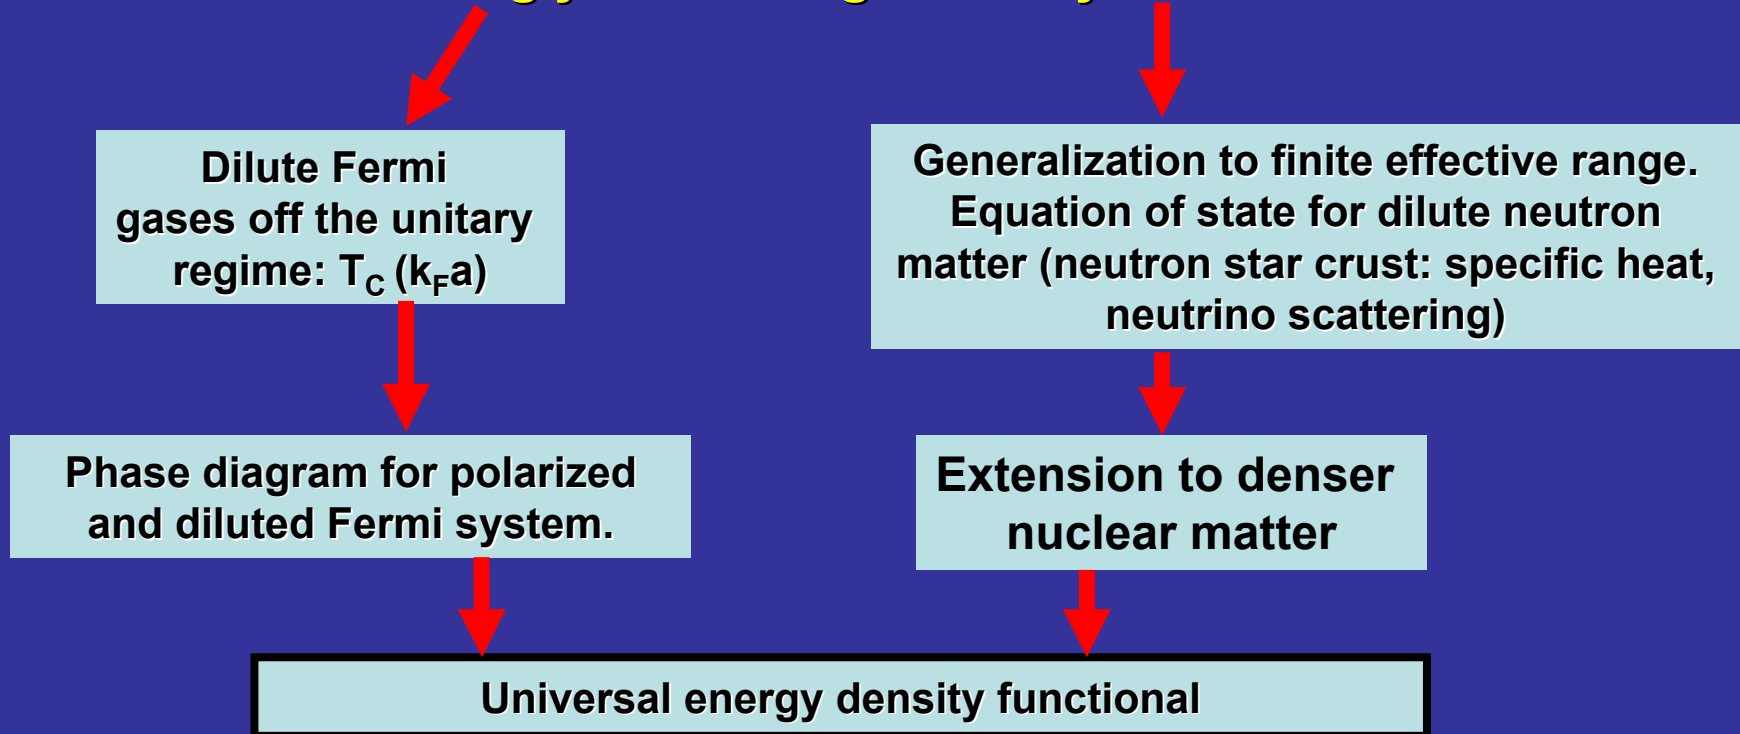 Dilute Fermi
gases off the unitary
regime: T_C (k_Fa)
Generalization to finite effective range.
Equation of state for dilute neutron
matter (neutron star crust: specific heat,
neutrino scattering)
Phase diagram for polarized
and diluted Fermi system.
Extension to denser
nuclear matter
Universal energy density functional